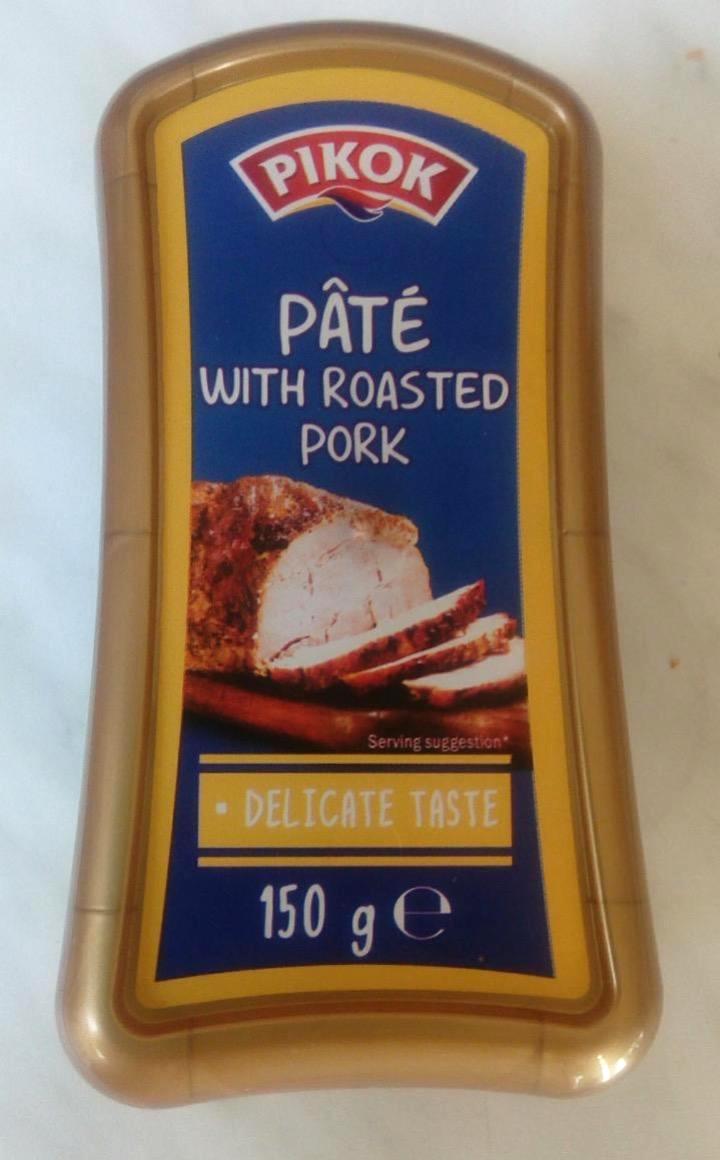 PIKOK
PÂTÉ
WITH ROASTED
PORK
Serving suggestion*
▪ DELICATE TASTE
150 g ℮